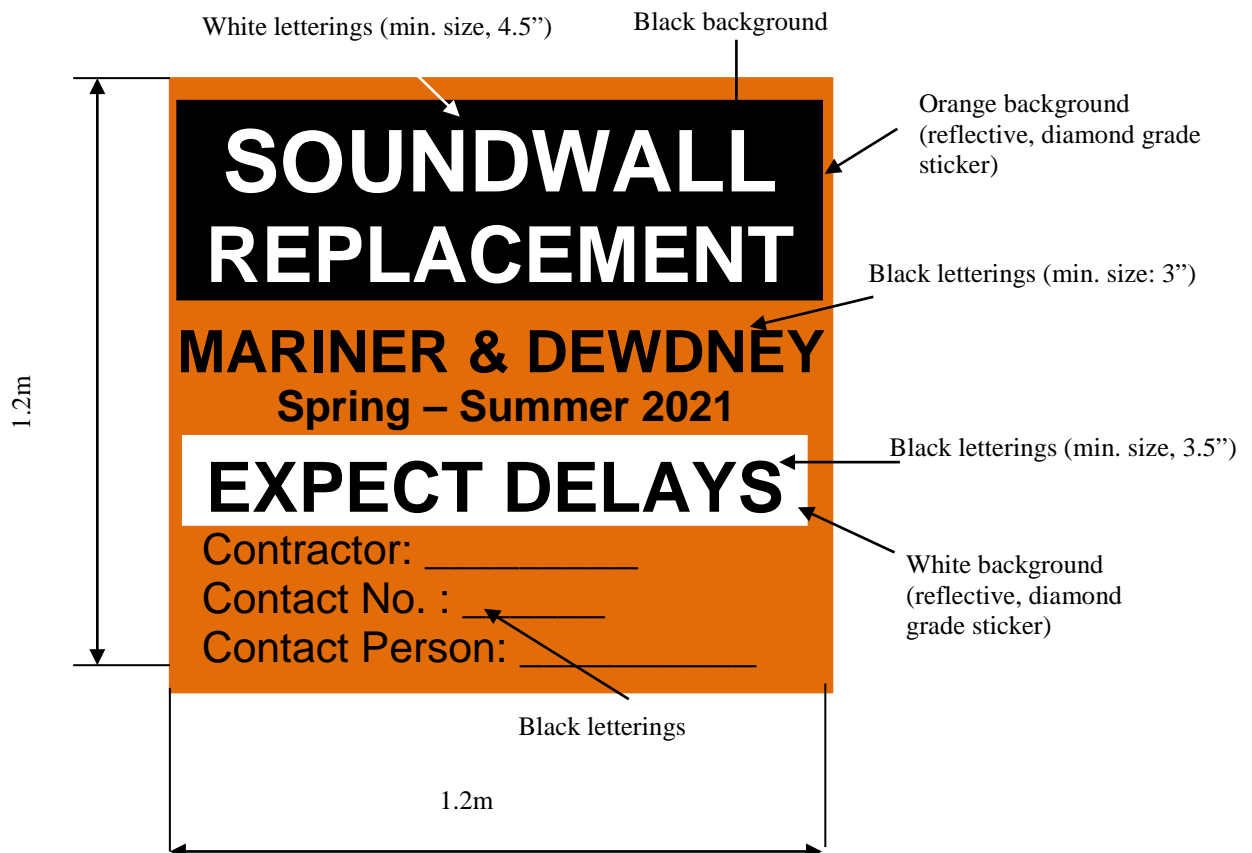 White letterings (min. size, 4.5”)
Black background
Orange background
(reflective, diamond grade
sticker)
SOUNDWALL
REPLACEMENT
Black letterings (min. size: 3”)
MARINER & DEWDNEY
Spring – Summer 2021
1.2m
EXPECT DELAYS
Black letterings (min. size, 3.5”)
Contractor: _________
Contact No. : ______
Contact Person: __________
White background
(reflective, diamond
grade sticker)
Black letterings
1.2m